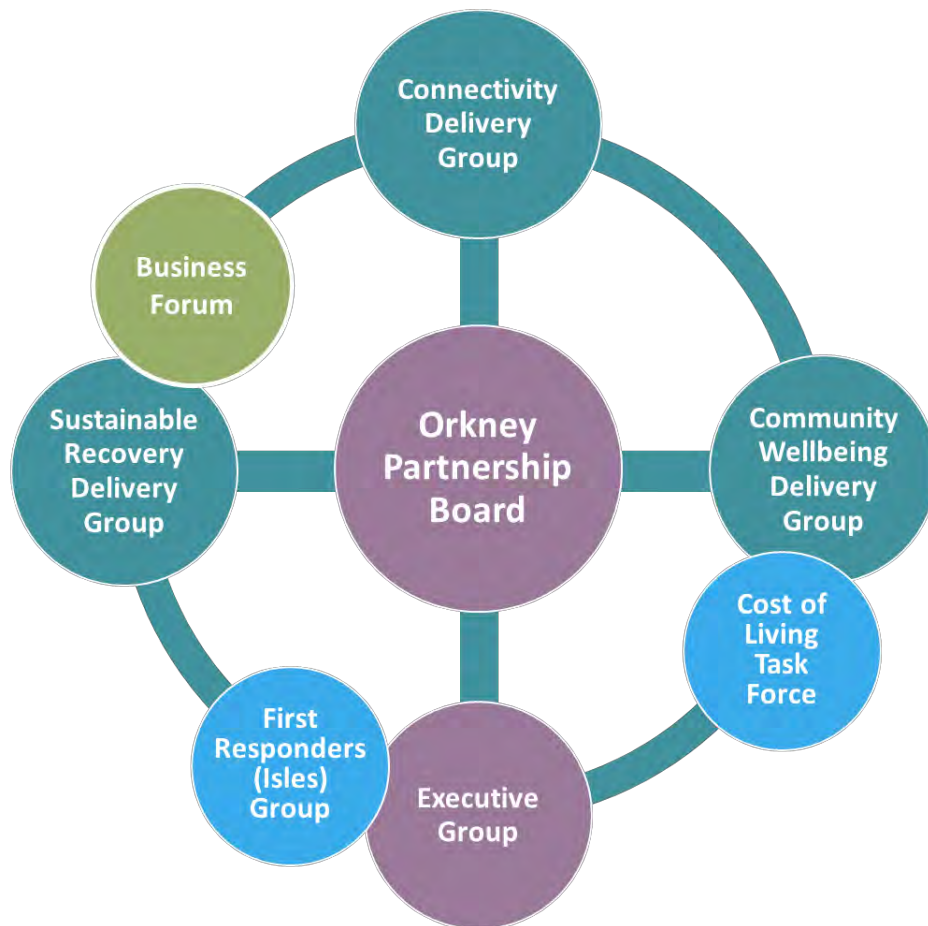 Connectivity
Delivery
Group
Business
Forum
Sustainable
Recovery
Delivery
Group
Orkney
Partnership
Board
Community
Wellbeing
Delivery
Group
Cost of
Living
Task
Force
First
Responders
(Isles)
Group
Executive
Group